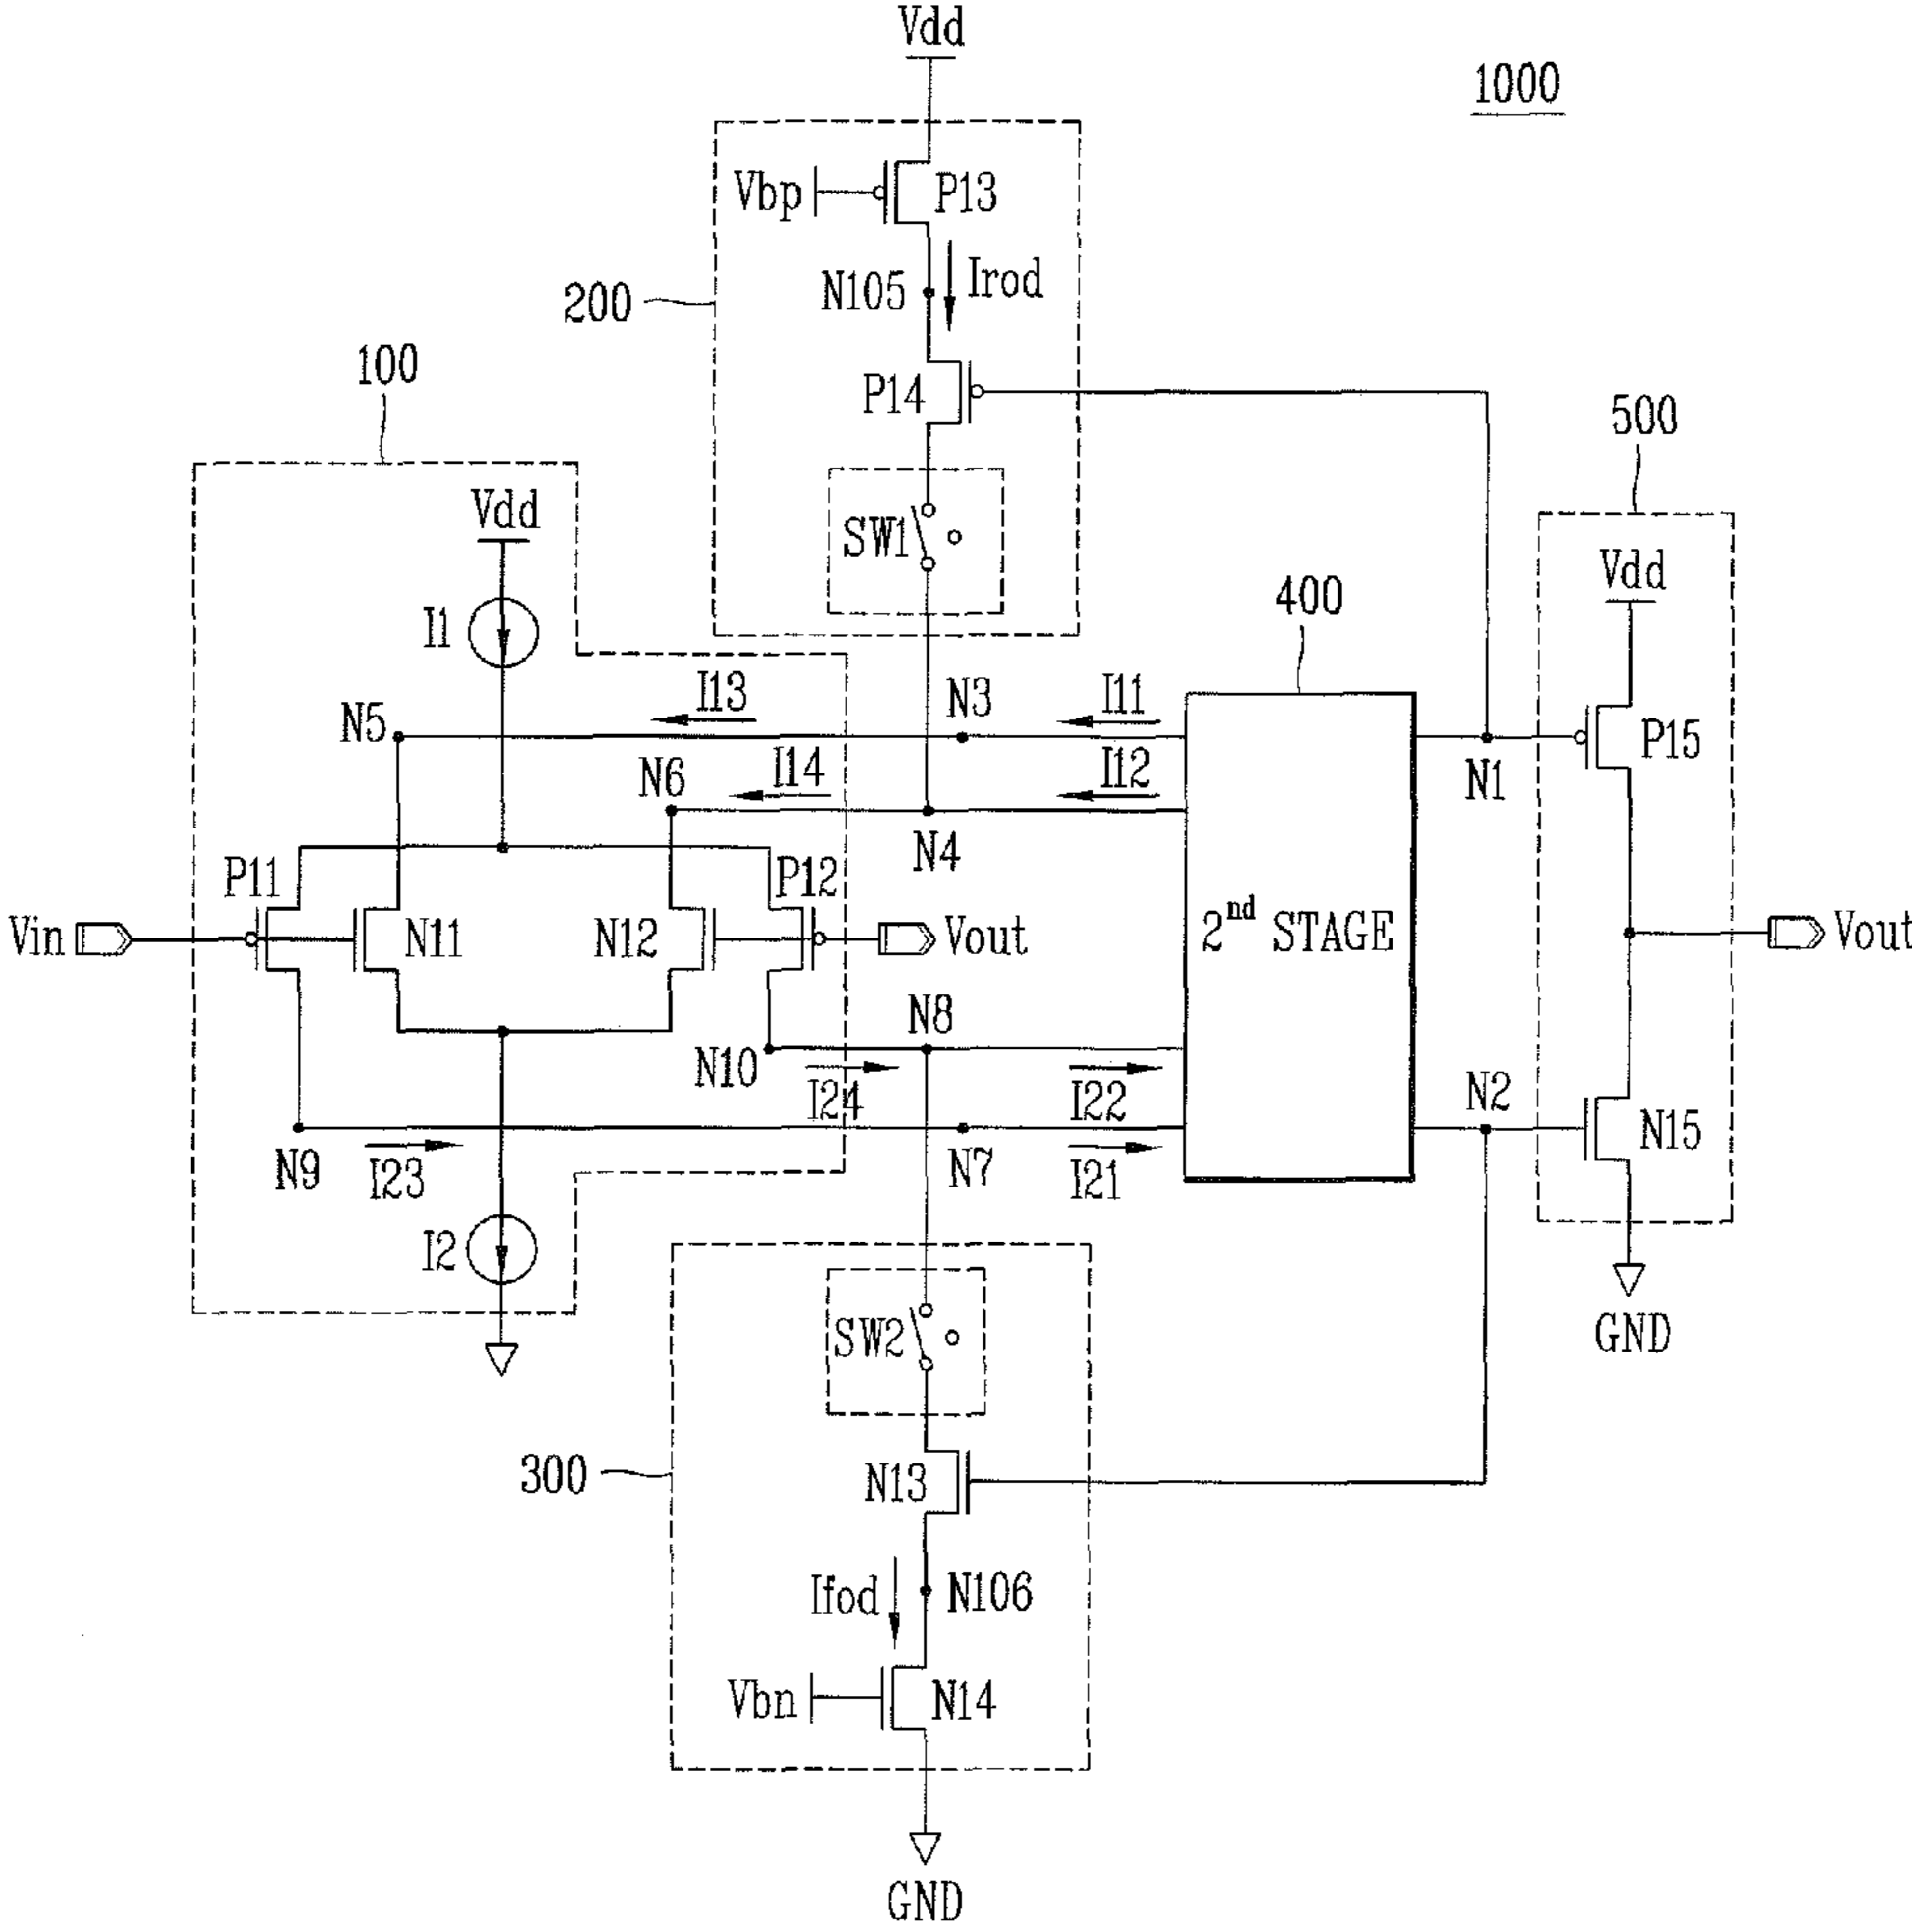 Vdd
1000
Vbp
P13
N105
Irod
200
100
P14
500
Vdd
SW1
Vdd
400
I1
I13
N3
I11
N5
P15
N6
I14
I12
N1
N4
P11
P12
Vin
N11
N12
Vout
2nd STAGE
Vout
N8
N10
I24
I22
N2
N15
N9
I23
N7
I21
I2
SW2
GND
300
N13
Ifod
N106
Vbn
N14
GND